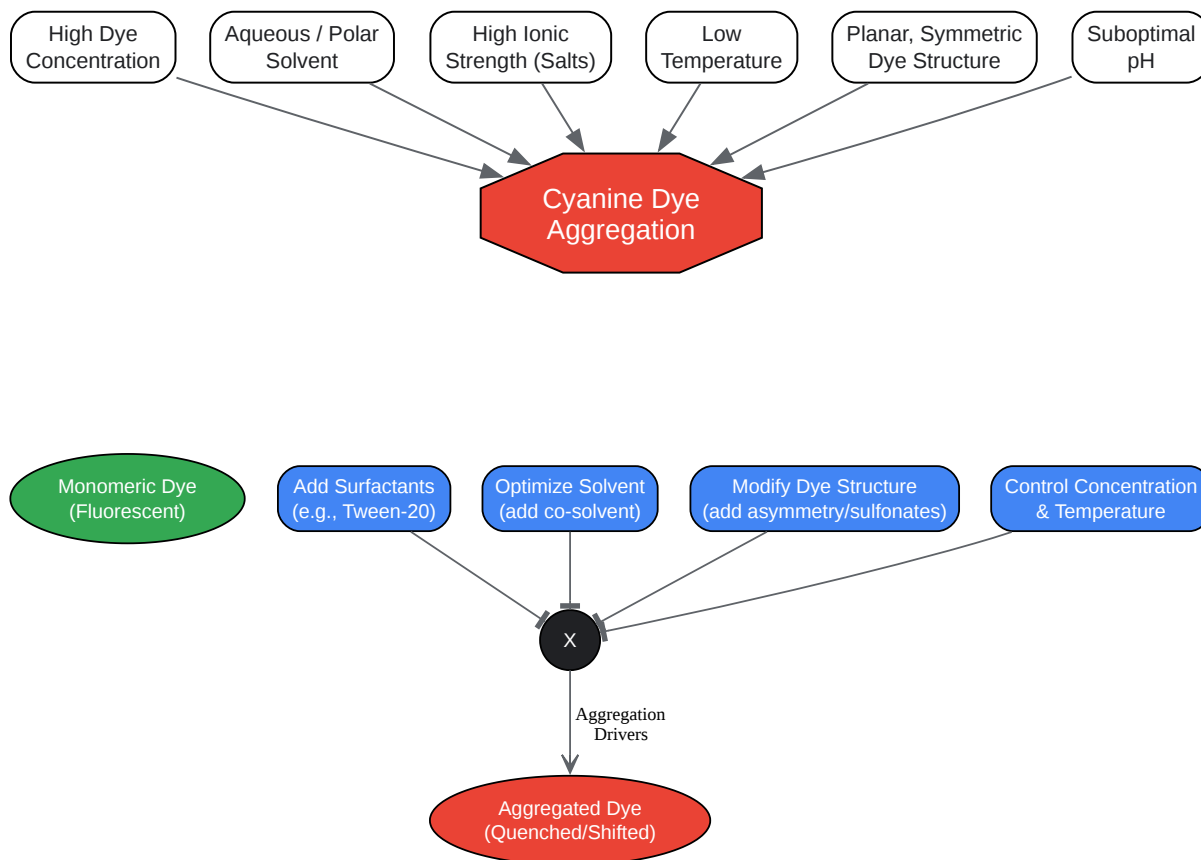 High Dye
Concentration
Aqueous / Polar
Solvent
High Ionic
Strength (Salts)
Low
Temperature
Planar, Symmetric
Dye Structure
Suboptimal
pH
Cyanine Dye
Aggregation
Monomeric Dye
(Fluorescent)
Add Surfactants
(e.g., Tween-20)
Optimize Solvent
(add co-solvent)
Modify Dye Structure
(add asymmetry/sulfonates)
Control Concentration
& Temperature
X
Aggregation
Drivers
Aggregated Dye
(Quenched/Shifted)